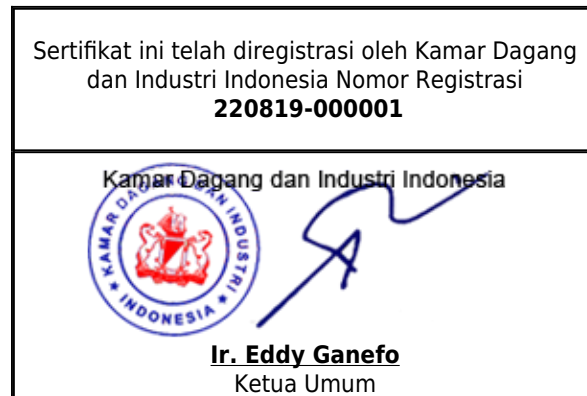 Sertifikat ini telah diregistrasi oleh Kamar Dagang
dan Industri Indonesia Nomor Registrasi
220819-000001
Kamar Dagang dan Industri Indonesia
KAMAR DAGANG DAN INDUSTRI
INDONESIA
Ir. Eddy Ganefo
Ketua Umum